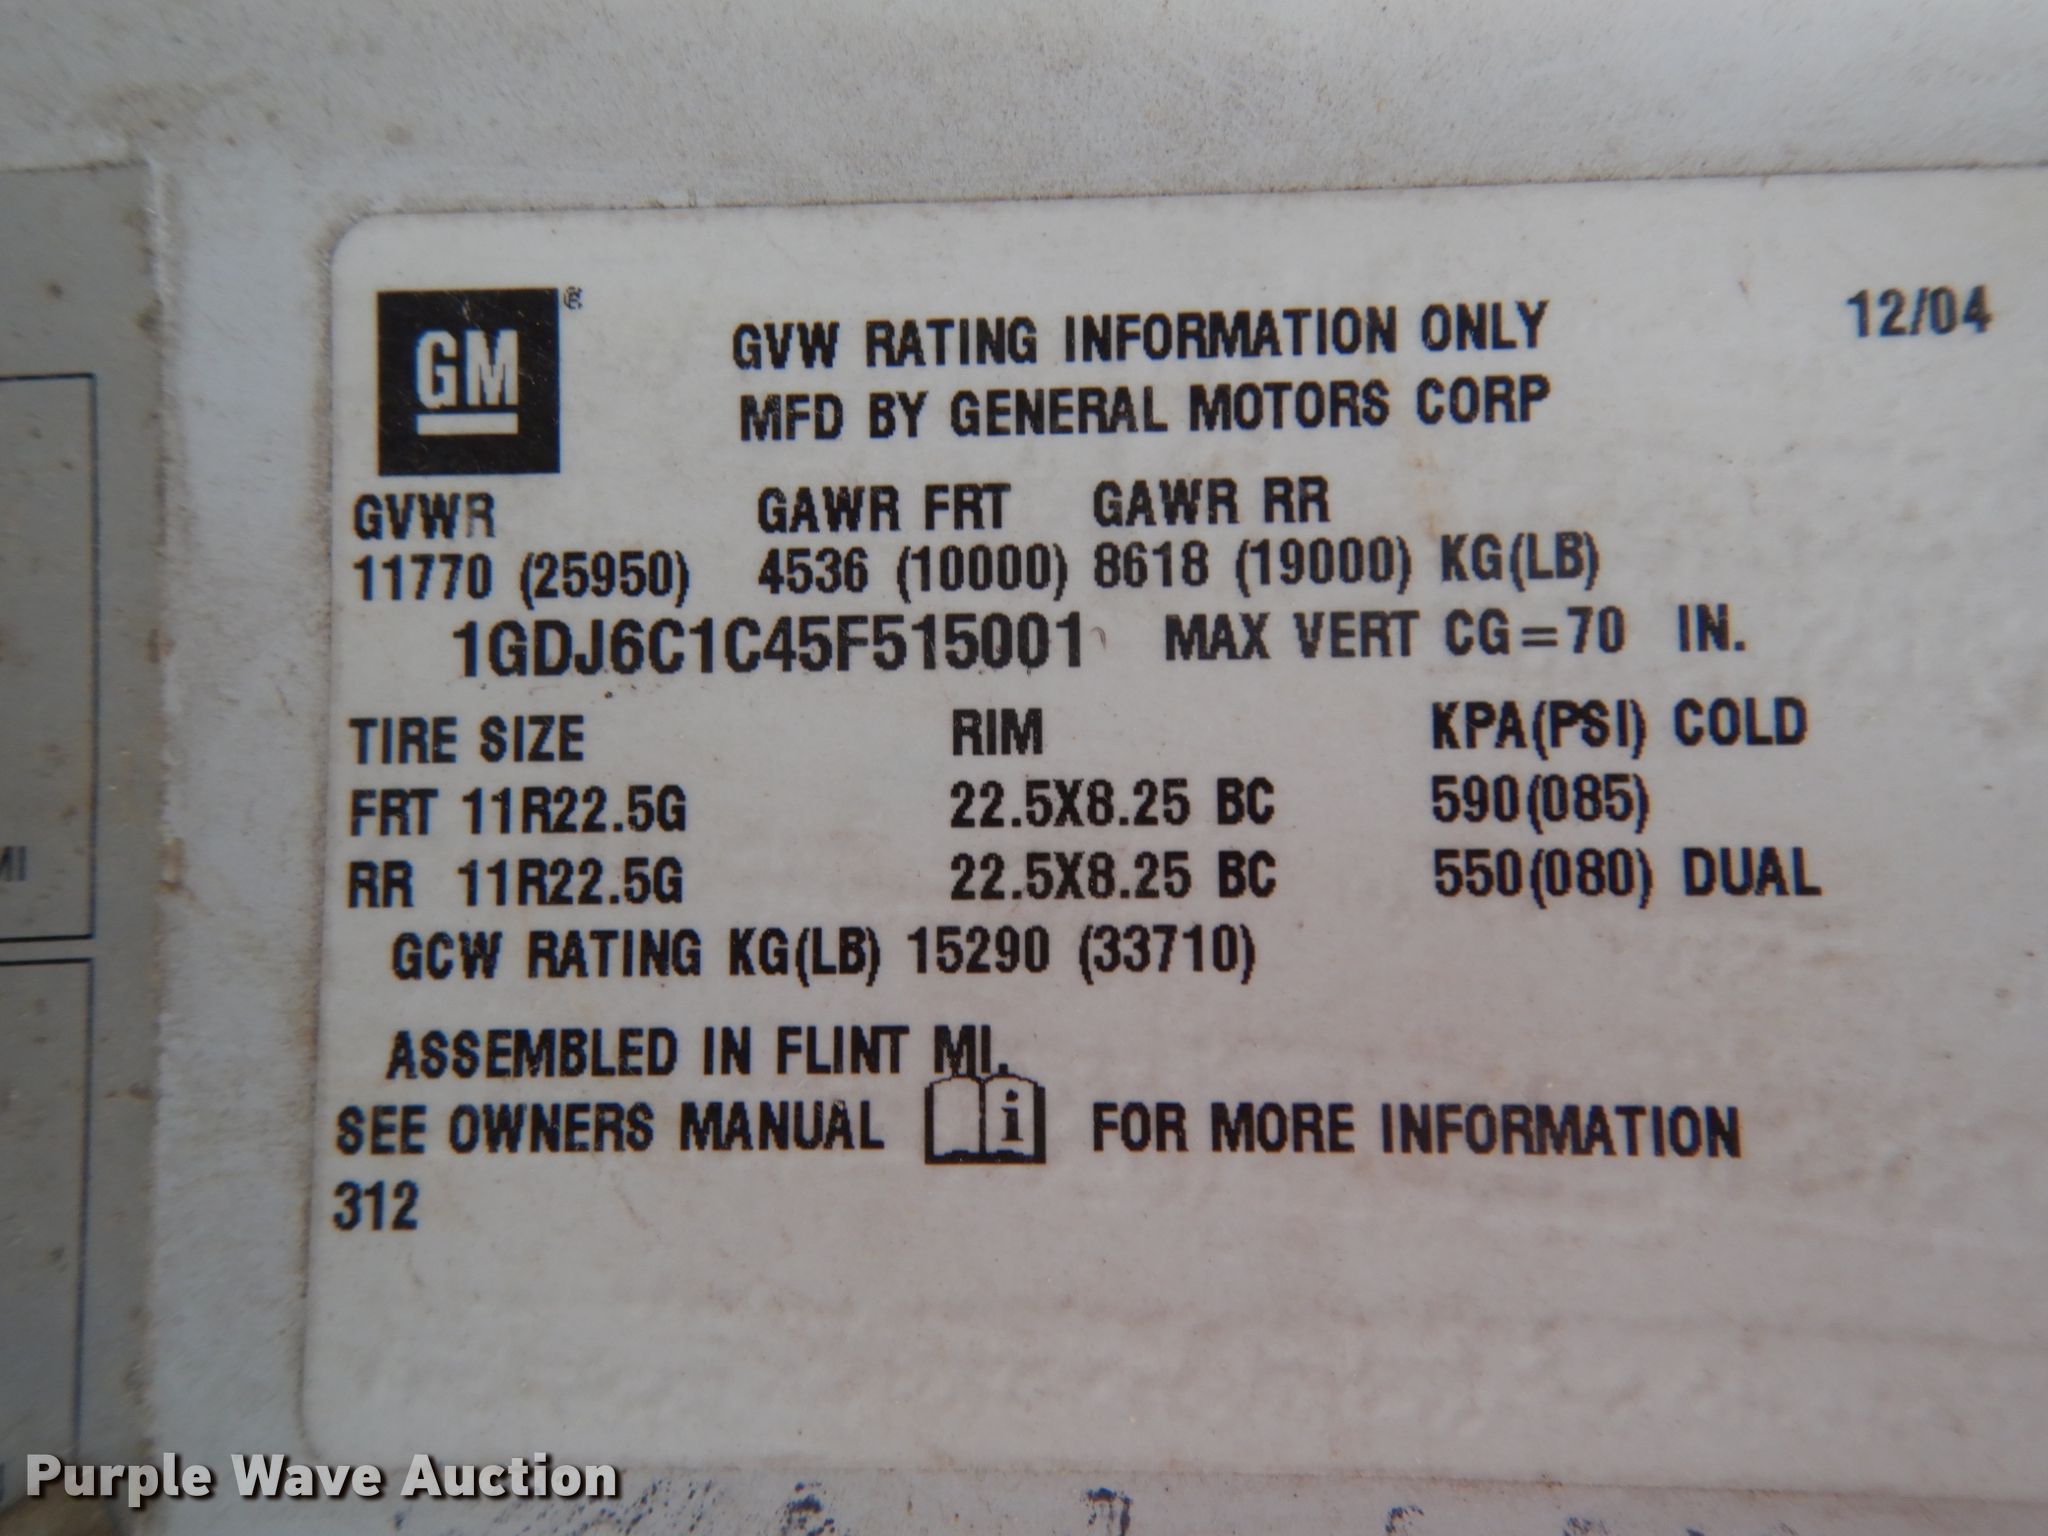 GM
GVW RATING INFORMATION ONLY
12/04
MFD BY GENERAL MOTORS CORP
GVWR GAWR FRT GAWR RR
11770 (25950) 4536 (10000) 8618 (19000) KG(LB)
1GDJ6C1C45F515001 MAX VERT CG=70 IN.
TIRE SIZE RIM KPA(PSI) COLD
FRT 11R22.5G 22.5X8.25 BC 590(085)
RR 11R22.5G 22.5X8.25 BC 550(080) DUAL
GCW RATING KG(LB) 15290 (33710)
ASSEMBLED IN FLINT MI.
SEE OWNERS MANUAL i FOR MORE INFORMATION
312
MI
Purple Wave Auction